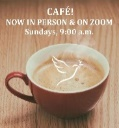 CAFÉ!
NOW IN PERSON & ON ZOOM
Sundays, 9:00 a.m.